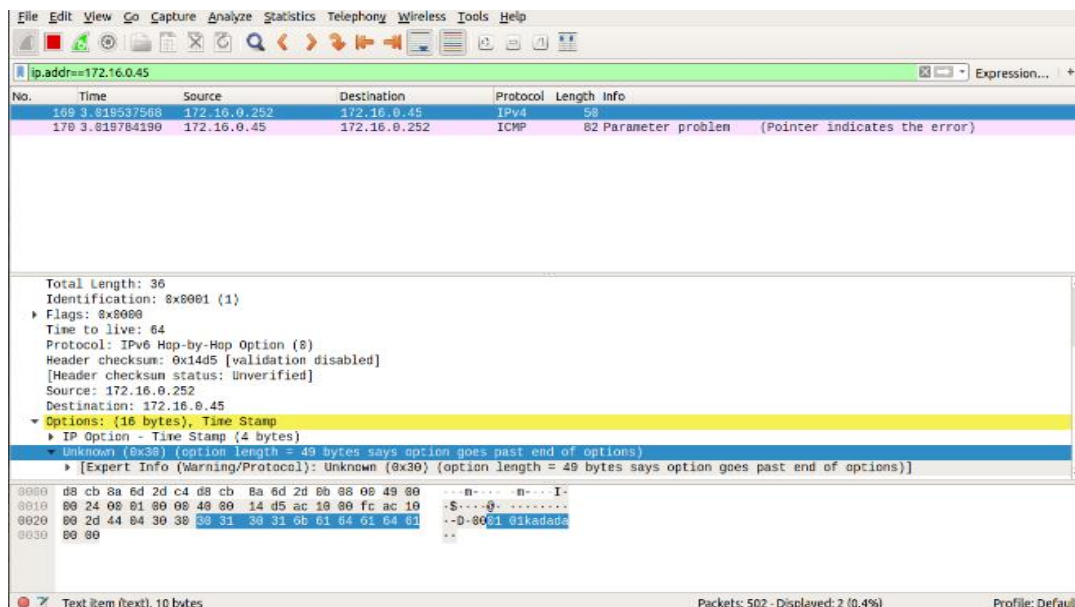 File Edit View Go Capture Analyze Statistics Telephony Wireless Tools Help
ip.addr==172.16.0.45 Expression... +
No. Time Source Destination Protocol Length Info
169 3.019537568 172.16.0.252 172.16.0.45 IPv4 50
170 3.019784190 172.16.0.45 172.16.0.252 ICMP 82 Parameter problem (Pointer indicates the error)
Total Length: 36
Identification: 0x0001 (1)
Flags: 0x0000
Time to live: 64
Protocol: IPv6 Hop-by-Hop Option (0)
Header checksum: 0x14d5 [validation disabled]
[Header checksum status: Unverified]
Source: 172.16.0.252
Destination: 172.16.0.45
Options: (16 bytes), Time Stamp
IP Option - Time Stamp (4 bytes)
Unknown (0x30) (option length = 49 bytes says option goes past end of options)
[Expert Info (Warning/Protocol): Unknown (0x30) (option length = 49 bytes says option goes past end of options)]
0000 d8 cb 8a 6d 2d c4 d8 cb 8a 6d 2d 0b 08 00 49 00 ···m-··· ·m-···I·
0010 00 24 00 01 00 00 40 00 14 d5 ac 10 00 fc ac 10 ·$····@· ········
0020 00 2d 44 04 30 30 30 31 30 31 6b 61 64 61 64 61 ·-D·0001 01kadada
0030 00 00 ··
Text item (text), 10 bytes Packets: 502 · Displayed: 2 (0.4%) Profile: Defaul